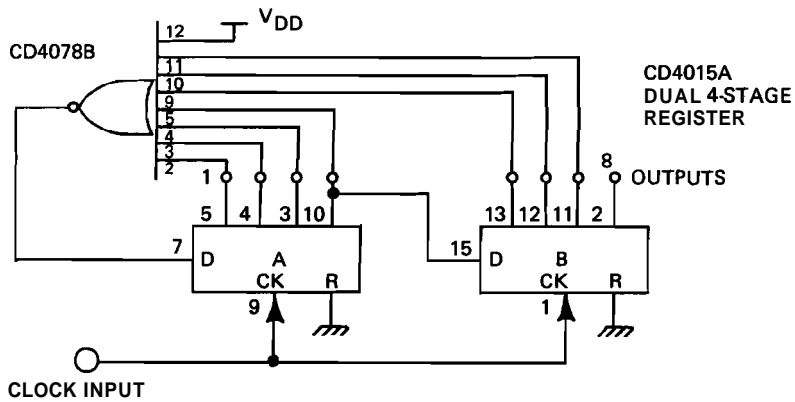 12
V DD
CD4078B
11
10
9
5
4
3
2
CD4015A
DUAL 4-STAGE
REGISTER
1
8
OUTPUTS
5 4 3 10
13 12 11 2
7
D A
CK R
9
15
D B
CK R
1
CLOCK INPUT